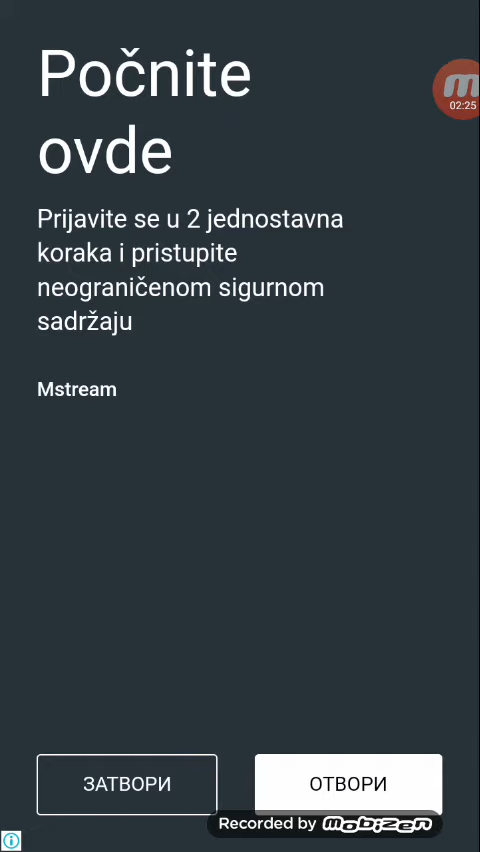 Počnite
ovde
02:25
Prijavite se u 2 jednostavna
koraka i pristupite
neograničenom sigurnom
sadržaju
Mstream
ЗАТВОРИ
ОТВОРИ
Recorded by mobizen